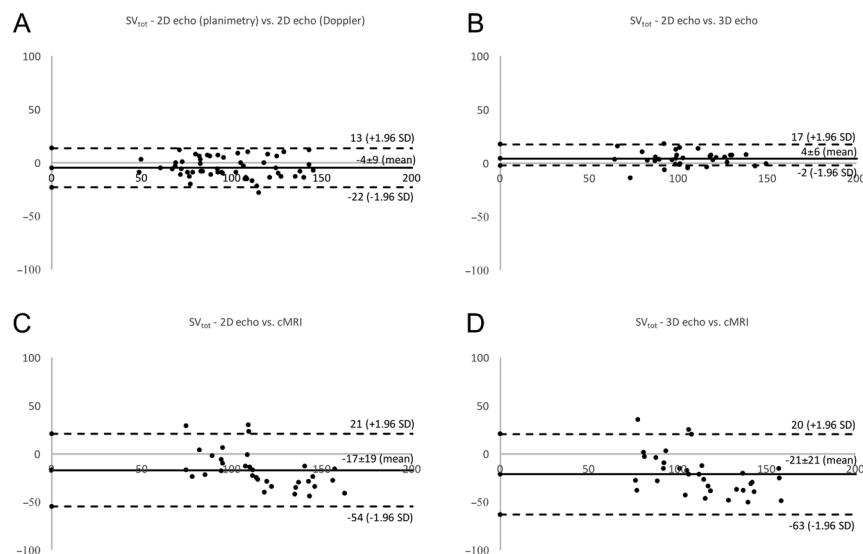 A
SVtot - 2D echo (planimetry) vs. 2D echo (Doppler)
100
50
0
−50
−100
0
50
100
150
200
13 (+1.96 SD)
-4±9 (mean)
-22 (-1.96 SD)
B
SVtot - 2D echo vs. 3D echo
100
50
0
−50
−100
0
50
100
150
200
17 (+1.96 SD)
4±6 (mean)
-2 (-1.96 SD)
C
SVtot - 2D echo vs. cMRI
100
50
0
−50
−100
0
50
100
150
200
21 (+1.96 SD)
-17±19 (mean)
-54 (-1.96 SD)
D
SVtot - 3D echo vs. cMRI
100
50
0
−50
−100
0
50
100
150
200
20 (+1.96 SD)
-21±21 (mean)
-63 (-1.96 SD)